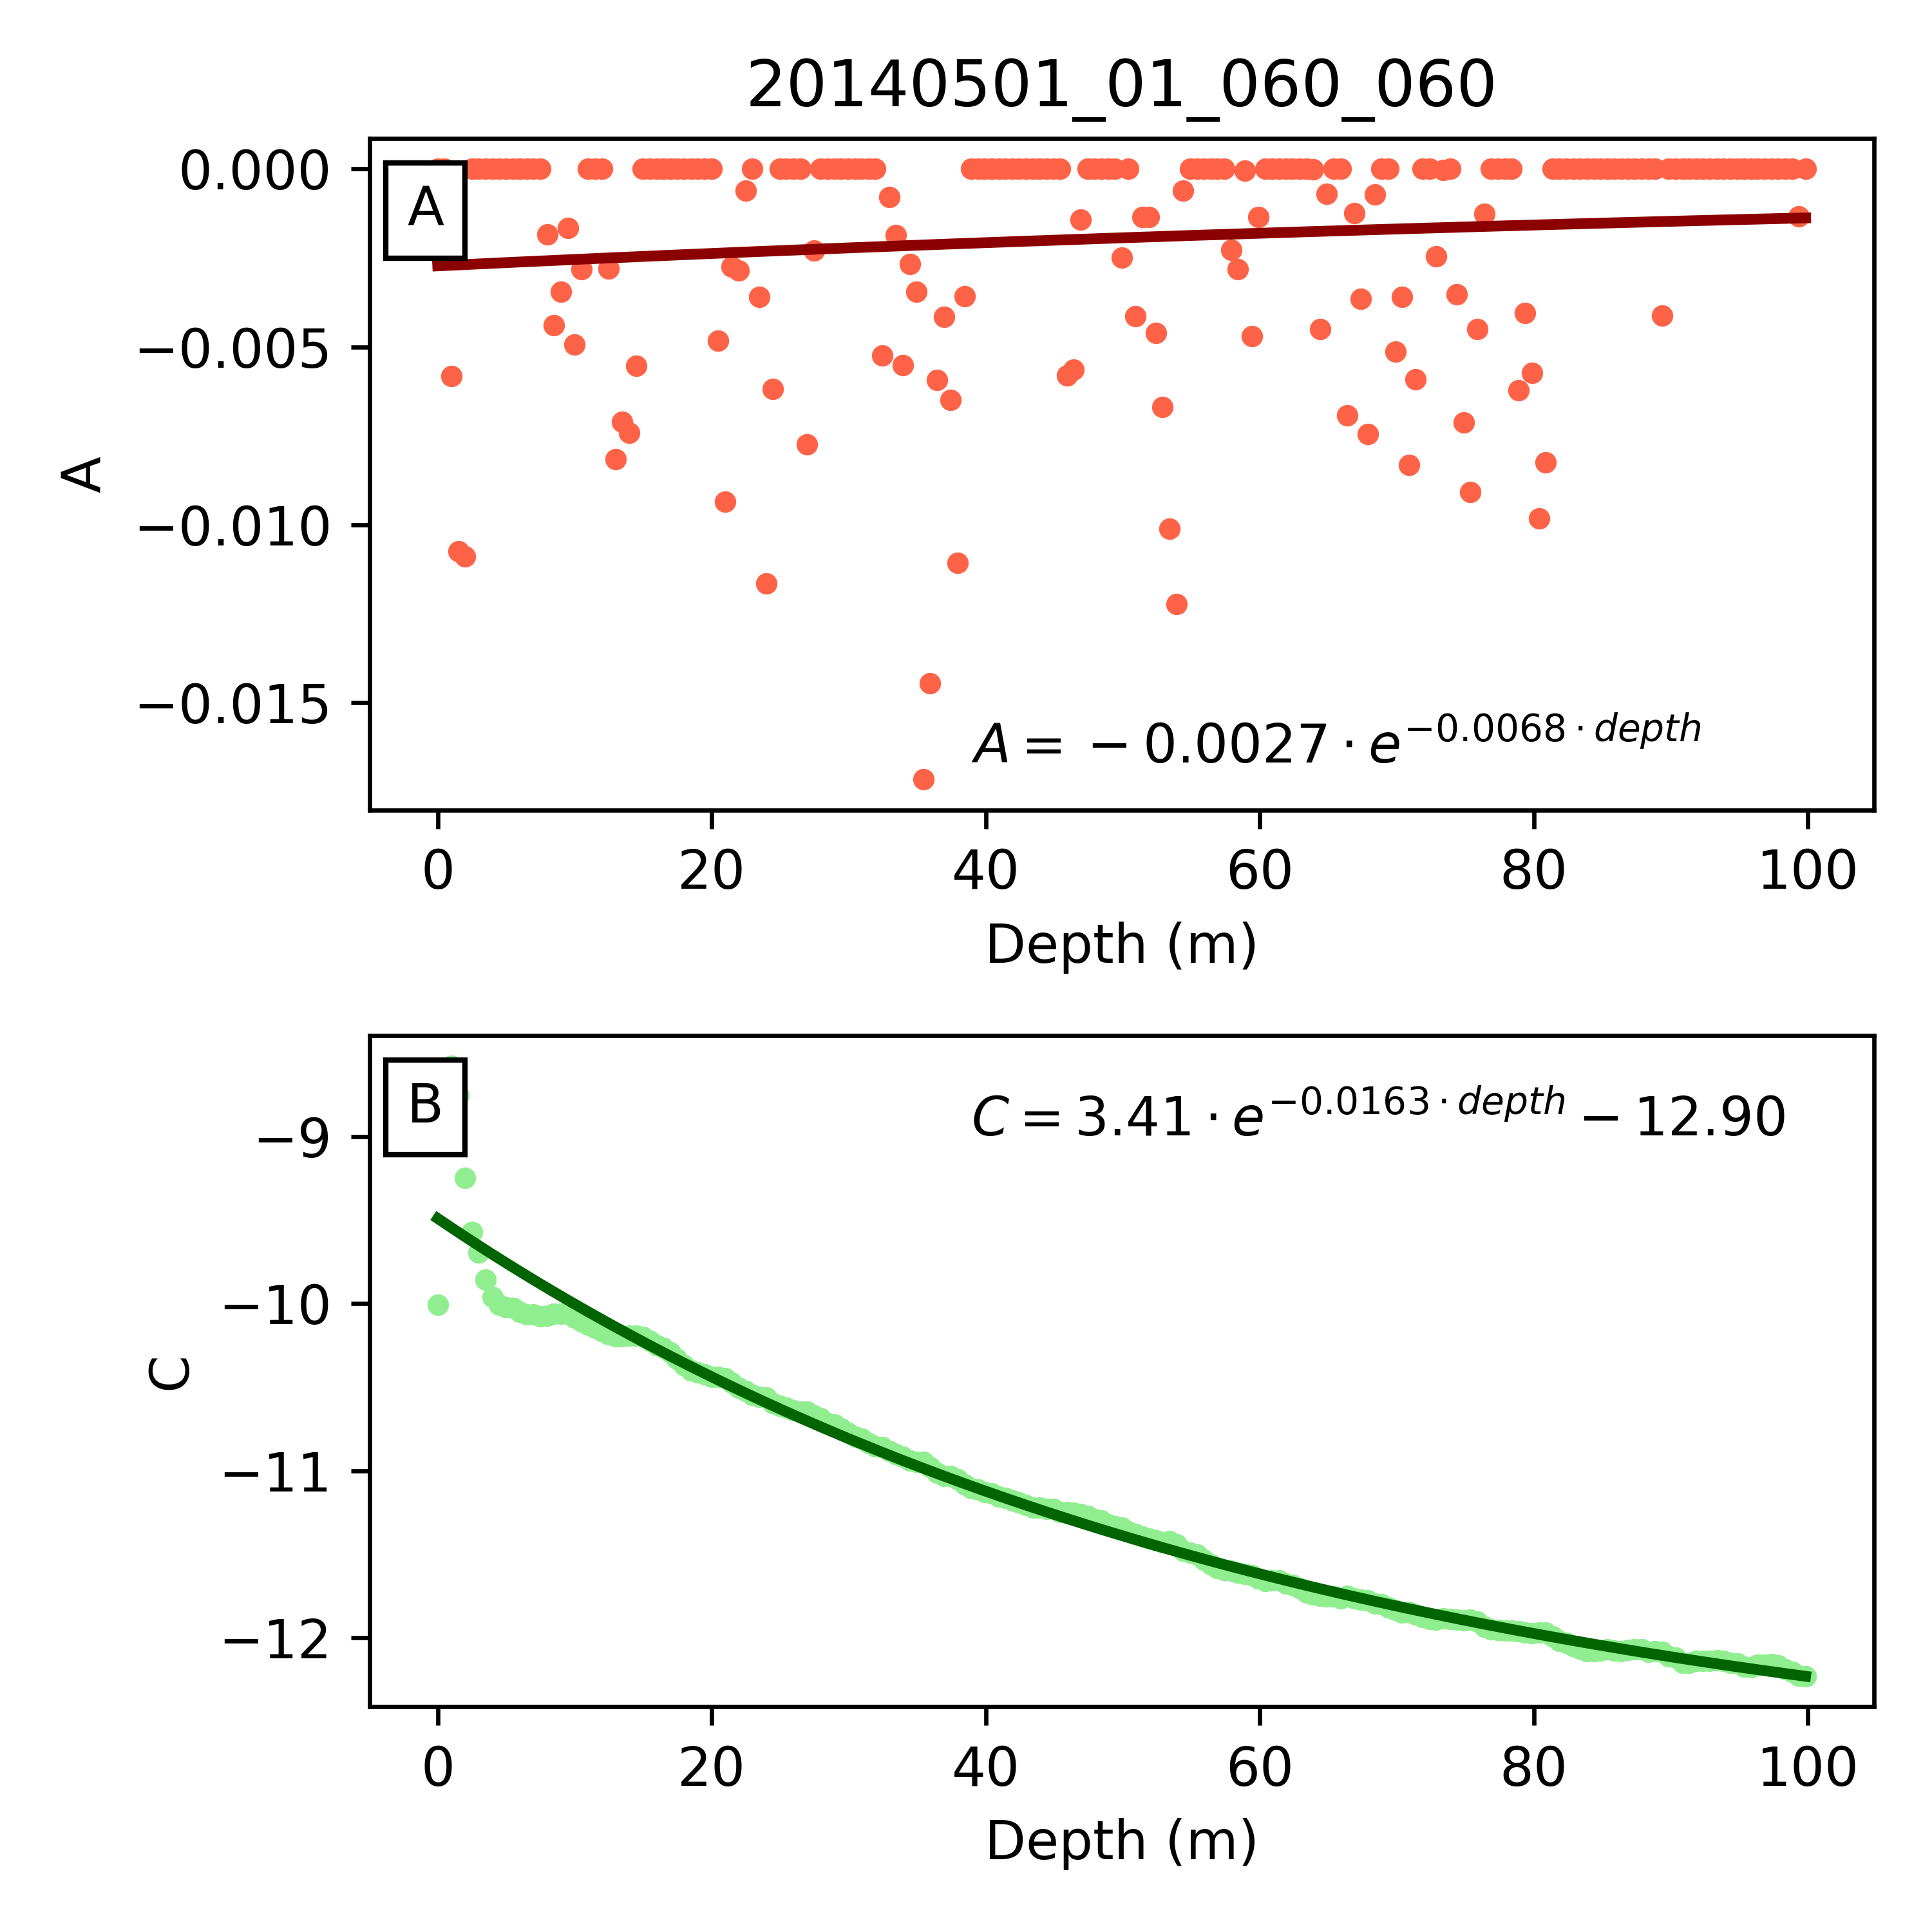 20140501_01_060_060
A
0.000
−0.005
−0.010
−0.015
A
A = −0.0027 · e^{−0.0068 · depth}
0 20 40 60 80 100
Depth (m)
B
C = 3.41 · e^{−0.0163 · depth} − 12.90
−9
−10
−11
−12
C
0 20 40 60 80 100
Depth (m)